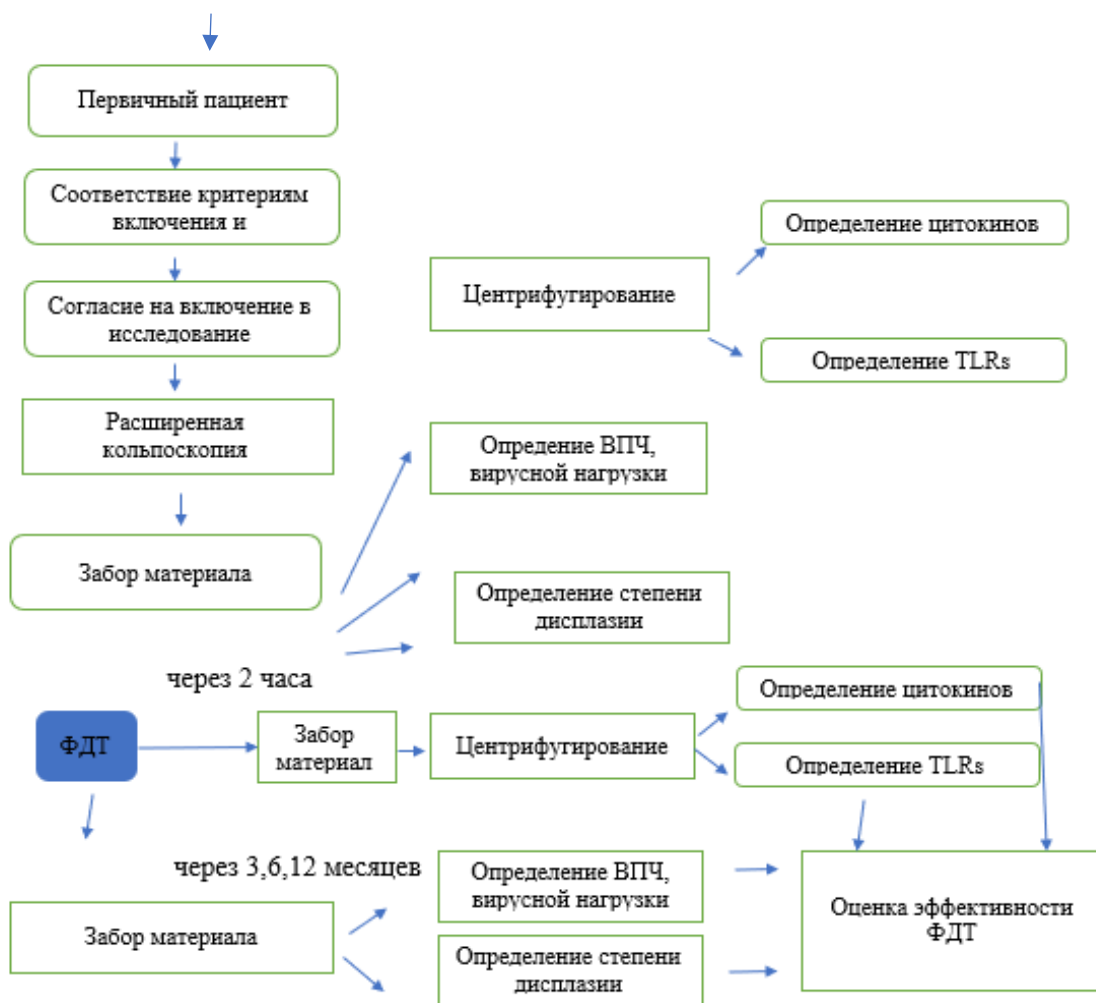 Первичный пациент
Соответствие критериям
включения и
Согласие на включение в
исследование
Расширенная
кольпоскопия
Забор материала
Центрифугирование
Определение цитокинов
Определение TLRs
Опредение ВПЧ,
вирусной нагрузки
Определение степени
дисплазии
через 2 часа
ФДТ
Забор
материал
Центрифугирование
Определение цитокинов
Определение TLRs
через 3,6,12 месяцев
Забор материала
Определение ВПЧ,
вирусной нагрузки
Определение степени
дисплазии
Оценка эффективности
ФДТ